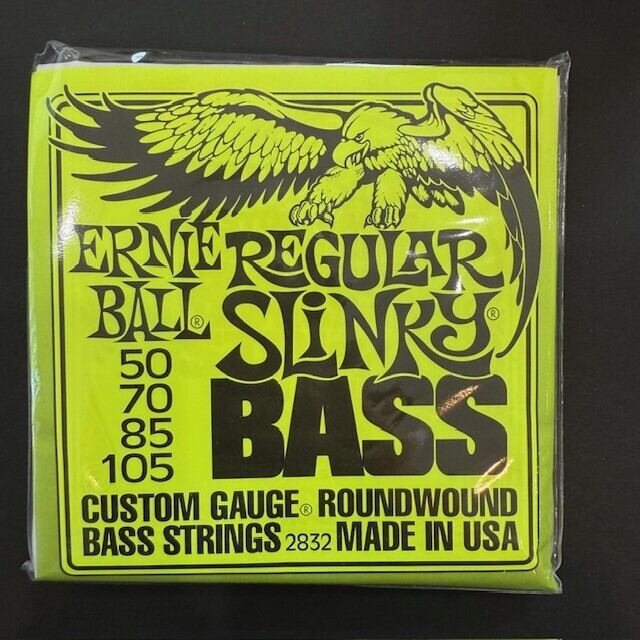 ERNIE BALL®
REGULAR SLINKY®
BASS
50
70
85
105
CUSTOM GAUGE® ROUNDWOUND
BASS STRINGS 2832 MADE IN USA